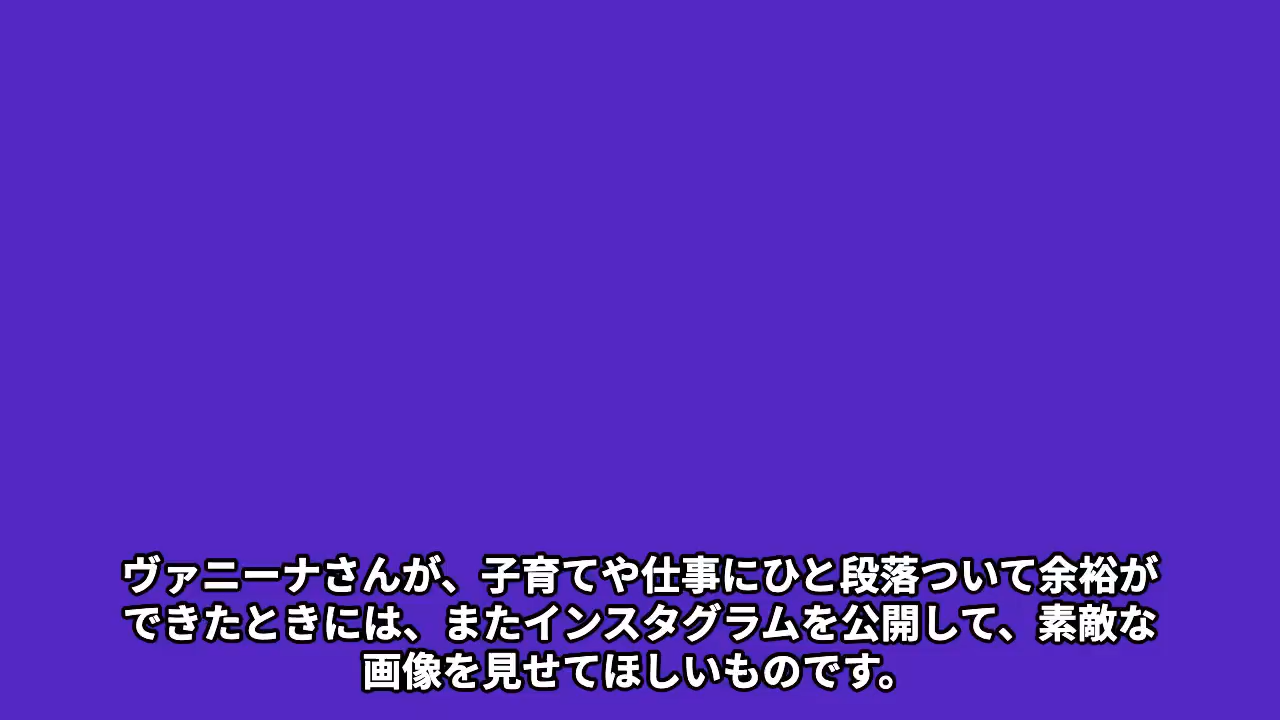 ヴァニーナさんが、子育てや仕事にひと段落ついて余裕が
できたときには、またインスタグラムを公開して、素敵な
画像を見せてほしいものです。